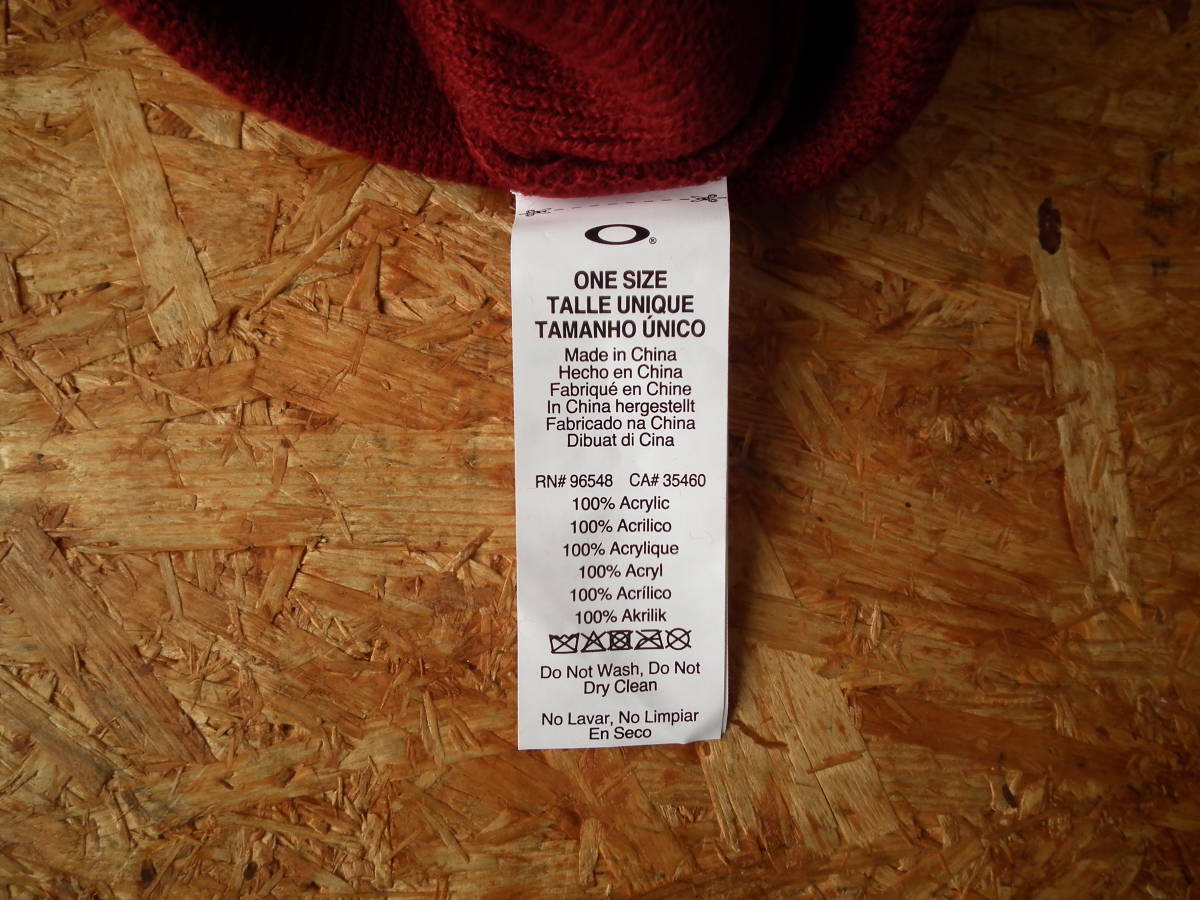 ONE SIZE
TALLE UNIQUE
TAMANHO ÚNICO
Made in China
Hecho en China
Fabriqué en Chine
In China hergestellt
Fabricado na China
Dibuat di Cina
RN# 96548 CA# 35460
100% Acrylic
100% Acrilico
100% Acrylique
100% Acryl
100% Acrílico
100% Akrilik
Do Not Wash, Do Not
Dry Clean
No Lavar, No Limpiar
En Seco